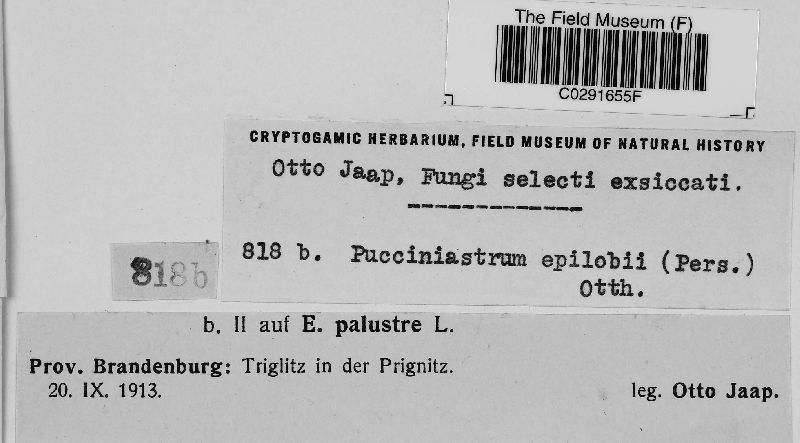 The Field Museum (F)
C0291655F
CRYPTOGAMIC HERBARIUM, FIELD MUSEUM OF NATURAL HISTORY
Otto Jaap, Fungi selecti exsiccati.
818 b. Pucciniastrum epilobii (Pers.)
Otth.
818b
b. II auf E. palustre L.
Prov. Brandenburg: Triglitz in der Prignitz.
20. IX. 1913. leg. Otto Jaap.